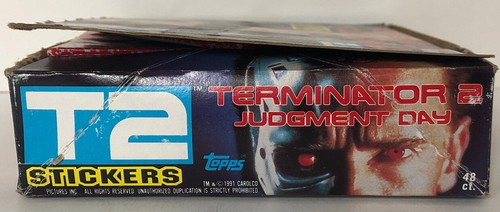 T2
STICKERS
TERMINATOR 2
JUDGMENT DAY
™
topps
TM & ©1991 CAROLCO
PICTURES INC. ALL RIGHTS RESERVED. UNAUTHORIZED DUPLICATION IS STRICTLY PROHIBITED.
48
ct.